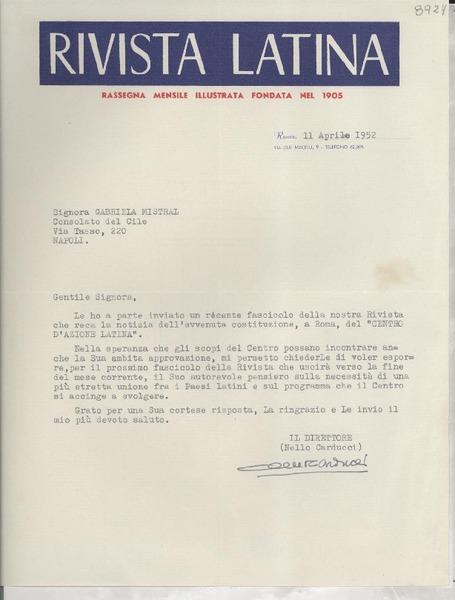 8924
RIVISTA LATINA
RASSEGNA MENSILE ILLUSTRATA FONDATA NEL 1905
Roma, 11 Aprile 1952
VIA DUE MACELLI, 9 - TELEFONO
Signora GABRIELA MISTRAL
Consolato del Cile
Via Tasso, 220
NAPOLI.
Gentile Signora,
Le ho a parte inviato un recente fascicolo della nostra Rivista
che reca la notizia dell'avvenuta costituzione, a Roma, del "CENTRO
D'AZIONE LATINA".
Nella speranza che gli scopi del Centro possano incontrare an=
che la Sua ambita approvazione, mi permetto chiederLe di voler espor=
re,per il prossimo fascicolo della Rivista che uscirà verso la fine
del mese corrente, il Suo autorevole pensiero sulla necessità di una
più stretta unione fra i Paesi latini e sul programma che il Centro
si accinge a svolgere.
Grato per una Sua cortese risposta, La ringrazio e Le invio il
mio più devoto saluto.
IL DIRETTORE
(Nello Carducci)